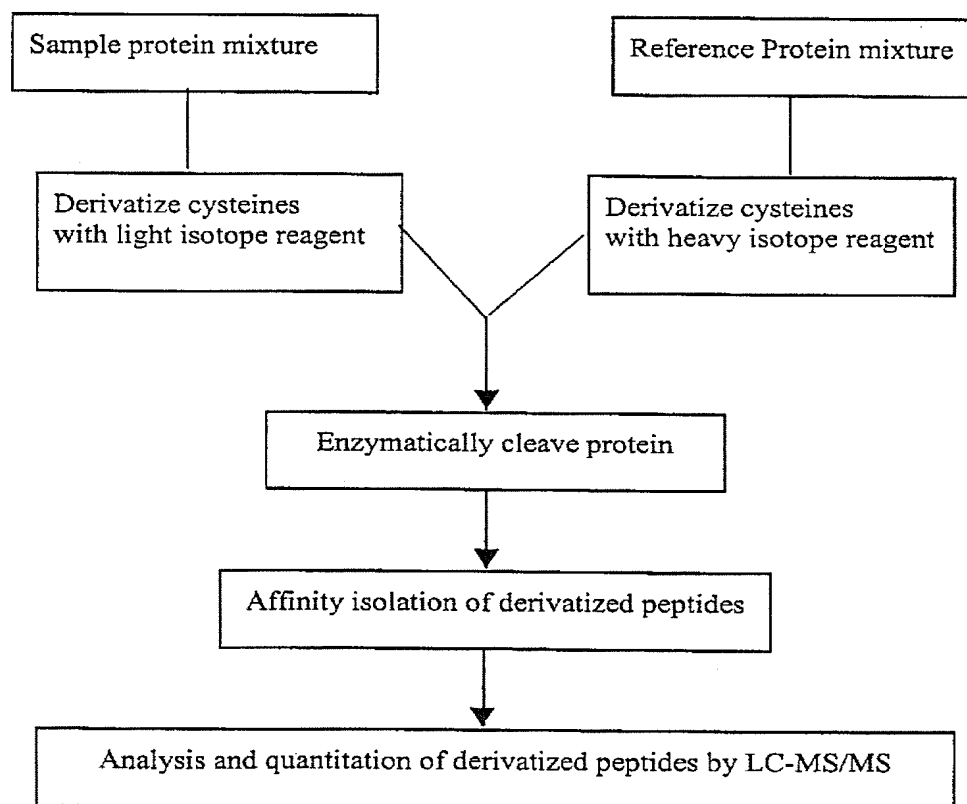 Sample protein mixture
Reference Protein mixture
Derivatize cysteines
with light isotope reagent
Derivatize cysteines
with heavy isotope reagent
Enzymatically cleave protein
Affinity isolation of derivatized peptides
Analysis and quantitation of derivatized peptides by LC-MS/MS